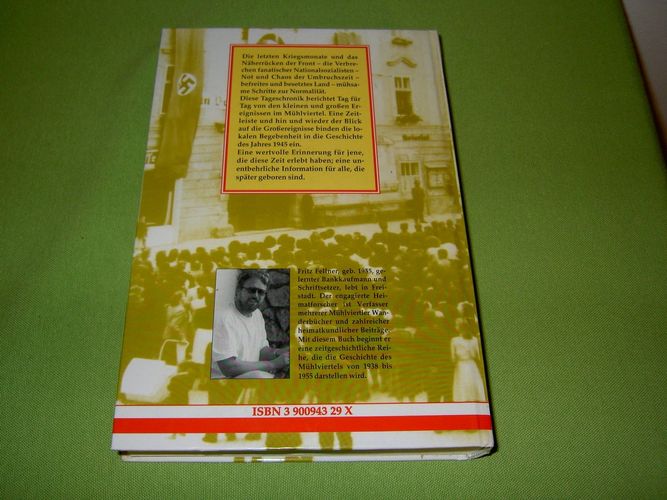 Die letzten Kriegsmonate und das
Näherrücken der Front – die Verbre-
chen fanatischer Nationalsozialisten –
Not und Chaos der Umbruchszeit –
befreites und besetztes Land – mühsa-
me Schritte zur Normalität.
Diese Tageschronik berichtet Tag für
Tag von den kleinen und großen Er-
eignissen im Mühlviertel. Eine Zeit-
leiste und hin und wieder der Blick
auf die Großereignisse binden die lo-
kalen Begebenheit in die Geschichte
des Jahres 1945 ein.
Eine wertvolle Erinnerung für jene,
die diese Zeit erlebt haben; eine un-
entbehrliche Information für alle, die
später geboren sind.
Fritz Fellner, geb. 1955, ge-
lernter Bankkaufmann und
Schriftsetzer, lebt in Frei-
stadt. Der engagierte Hei-
matforscher ist Verfasser
mehrerer Mühlviertler Wan-
derbücher und zahlreicher
heimatkundlicher Beiträge.
Mit diesem Buch beginnt er
eine zeitgeschichtliche Rei-
he, die die Geschichte des
Mühlviertels von 1938 bis
1955 darstellen wird.
ISBN 3 900943 29 X